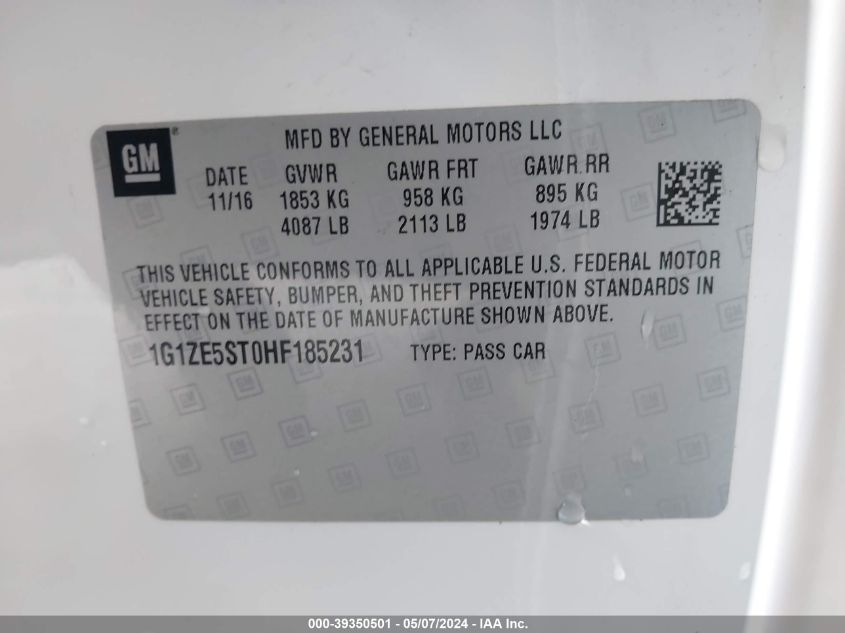 GM ®
MFD BY GENERAL MOTORS LLC
DATE GVWR GAWR FRT GAWR RR
11/16 1853 KG 958 KG 895 KG
4087 LB 2113 LB 1974 LB
THIS VEHICLE CONFORMS TO ALL APPLICABLE U.S. FEDERAL MOTOR
VEHICLE SAFETY, BUMPER, AND THEFT PREVENTION STANDARDS IN
EFFECT ON THE DATE OF MANUFACTURE SHOWN ABOVE.
1G1ZE5ST0HF185231 TYPE: PASS CAR
000-39350501 - 05/07/2024 - IAA Inc.